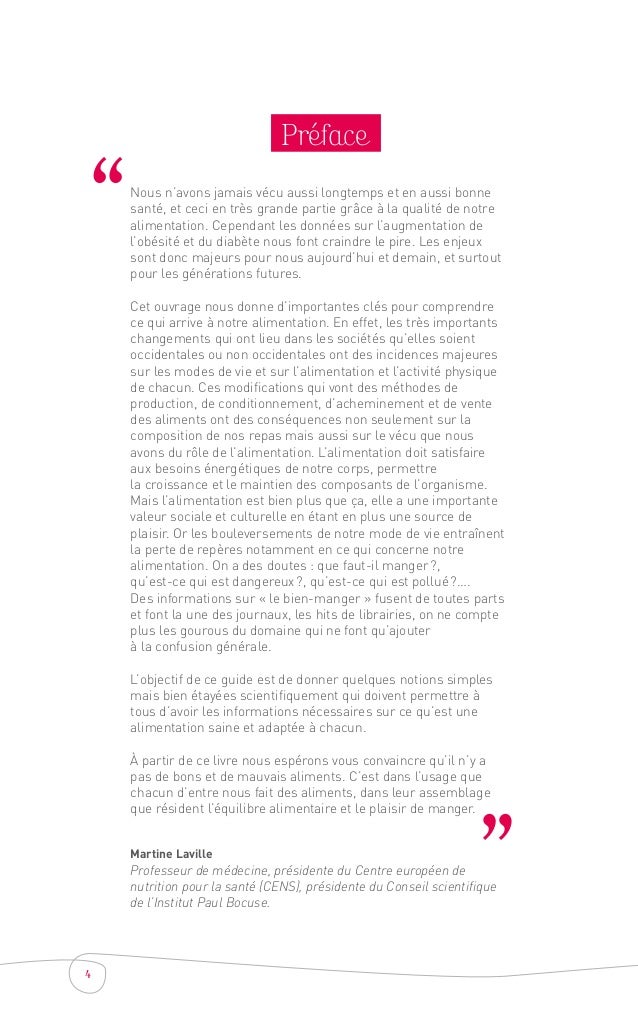 Préface
“
Nous n’avons jamais vécu aussi longtemps et en aussi bonne
santé, et ceci en très grande partie grâce à la qualité de notre
alimentation. Cependant les données sur l’augmentation de
l’obésité et du diabète nous font craindre le pire. Les enjeux
sont donc majeurs pour nous aujourd’hui et demain, et surtout
pour les générations futures.
Cet ouvrage nous donne d’importantes clés pour comprendre
ce qui arrive à notre alimentation. En effet, les très importants
changements qui ont lieu dans les sociétés qu’elles soient
occidentales ou non occidentales ont des incidences majeures
sur les modes de vie et sur l’alimentation et l’activité physique
de chacun. Ces modifications qui vont des méthodes de
production, de conditionnement, d’acheminement et de vente
des aliments ont des conséquences non seulement sur la
composition de nos repas mais aussi sur le vécu que nous
avons du rôle de l’alimentation. L’alimentation doit satisfaire
aux besoins énergétiques de notre corps, permettre
la croissance et le maintien des composants de l’organisme.
Mais l’alimentation est bien plus que ça, elle a une importante
valeur sociale et culturelle en étant en plus une source de
plaisir. Or les bouleversements de notre mode de vie entraînent
la perte de repères notamment en ce qui concerne notre
alimentation. On a des doutes : que faut-il manger ?,
qu’est-ce qui est dangereux ?, qu’est-ce qui est pollué ?....
Des informations sur « le bien-manger » fusent de toutes parts
et font la une des journaux, les hits de librairies, on ne compte
plus les gourous du domaine qui ne font qu’ajouter
à la confusion générale.
L’objectif de ce guide est de donner quelques notions simples
mais bien étayées scientifiquement qui doivent permettre à
tous d’avoir les informations nécessaires sur ce qu’est une
alimentation saine et adaptée à chacun.
À partir de ce livre nous espérons vous convaincre qu’il n’y a
pas de bons et de mauvais aliments. C’est dans l’usage que
chacun d’entre nous fait des aliments, dans leur assemblage
que résident l’équilibre alimentaire et le plaisir de manger.
”
Martine Laville
Professeur de médecine, présidente du Centre européen de
nutrition pour la santé (CENS), présidente du Conseil scientifique
de l’Institut Paul Bocuse.
4